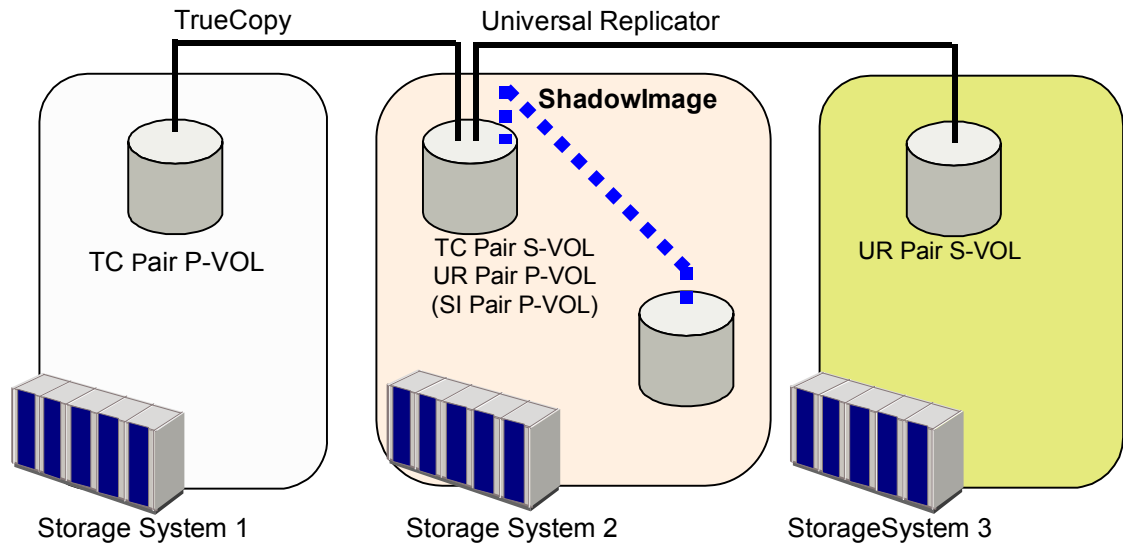 TrueCopy
Universal Replicator
ShadowImage
TC Pair P-VOL
TC Pair S-VOL
UR Pair P-VOL
(SI Pair P-VOL)
UR Pair S-VOL
Storage System 1
Storage System 2
StorageSystem 3